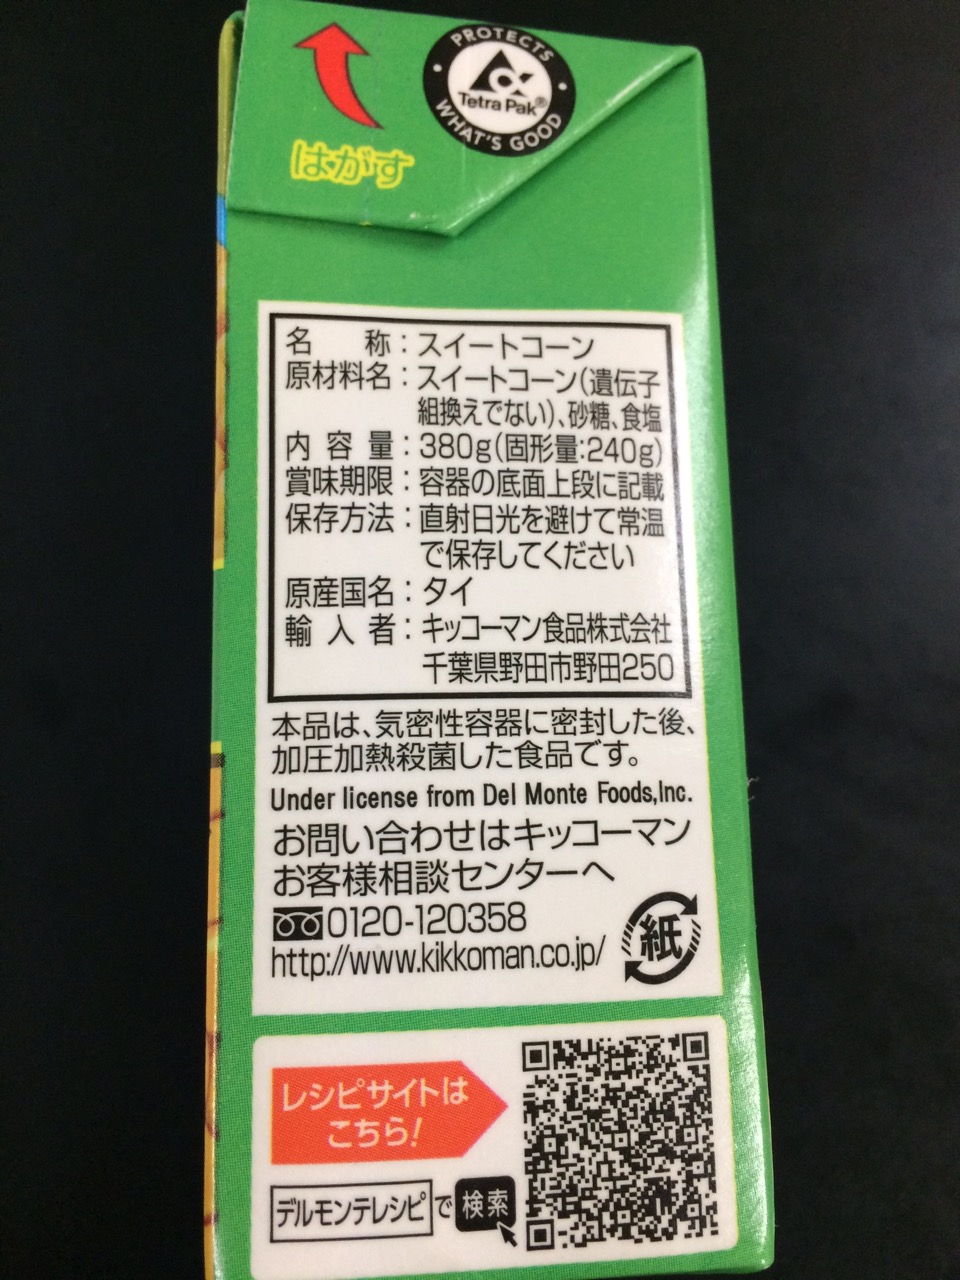 PROTECTS
Tetra Pak®
WHAT'S GOOD
はがす
名 称：スイートコーン
原材料名：スイートコーン(遺伝子
組換えでない)、砂糖、食塩
内容量：380g(固形量:240g)
賞味期限：容器の底面上段に記載
保存方法：直射日光を避けて常温
で保存してください
原産国名：タイ
輸入者：キッコーマン食品株式会社
千葉県野田市野田250
本品は、気密性容器に密封した後、
加圧加熱殺菌した食品です。
Under license from Del Monte Foods,Inc.
お問い合わせはキッコーマン
お客様相談センターへ
0120-120358
http://www.kikkoman.co.jp/
紙
レシピサイトは
こちら!
デルモンテレシピ で 検索